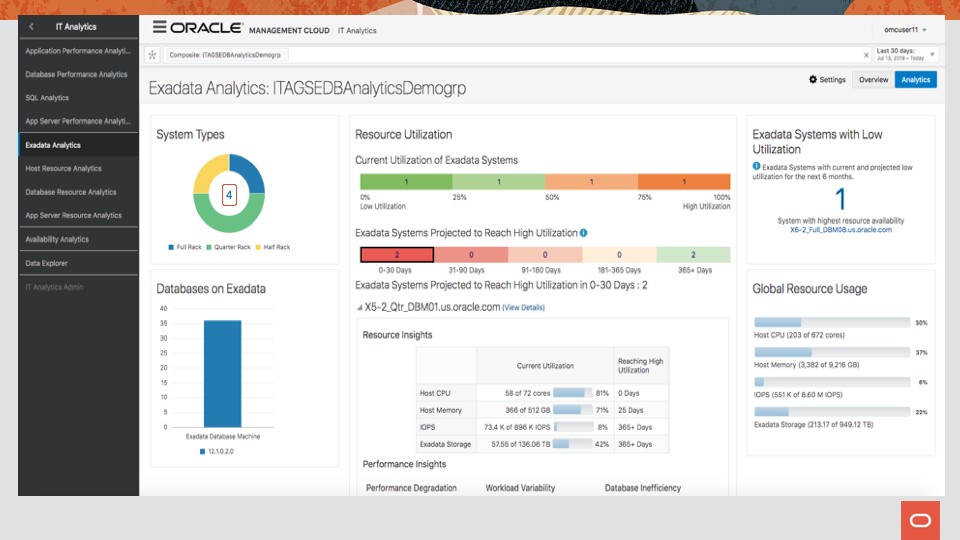 IT Analytics
Application Performance Analyti...
Database Performance Analytics
SQL Analytics
App Server Performance Analyti...
Exadata Analytics
Host Resource Analytics
Database Resource Analytics
App Server Resource Analytics
Availability Analytics
Data Explorer
IT Analytics Admin
ORACLE MANAGEMENT CLOUD IT Analytics
omcuser11
Composite: ITAGSEDBAnalyticsDemogrp
Last 30 days:
Jul 13, 2019 - Today
Exadata Analytics: ITAGSEDBAnalyticsDemogrp
Settings Overview Analytics
System Types
4
Full Rack Quarter Rack Half Rack
Databases on Exadata
40
35
30
25
20
15
10
5
0
Exadata Database Machine
12.1.0.2.0
Resource Utilization
Current Utilization of Exadata Systems
1 1 1 1
0% 25% 50% 75% 100%
Low Utilization High Utilization
Exadata Systems Projected to Reach High Utilization
2 0 0 0 2
0-30 Days 31-90 Days 91-180 Days 181-365 Days 365+ Days
Exadata Systems Projected to Reach High Utilization in 0-30 Days : 2
X5-2_Qtr_DBM01.us.oracle.com (View Details)
Resource Insights
Current Utilization Reaching High
Utilization
Host CPU 58 of 72 cores 81% 0 Days
Host Memory 366 of 512 GB 71% 25 Days
IOPS 73.4 K of 896 K IOPS 8% 365+ Days
Exadata Storage 57.55 of 136.06 TB 42% 365+ Days
Performance Insights
Performance Degradation Workload Variability Database Inefficiency
Exadata Systems with Low
Utilization
Exadata Systems with current and projected low
utilization for the next 6 months.
1
System with highest resource availability
X6-2_Full_DBM08.us.oracle.com
Global Resource Usage
30%
Host CPU (203 of 672 cores)
37%
Host Memory (3,382 of 9,216 GB)
6%
IOPS (551 K of 8.60 M IOPS)
22%
Exadata Storage (213.17 of 949.12 TB)